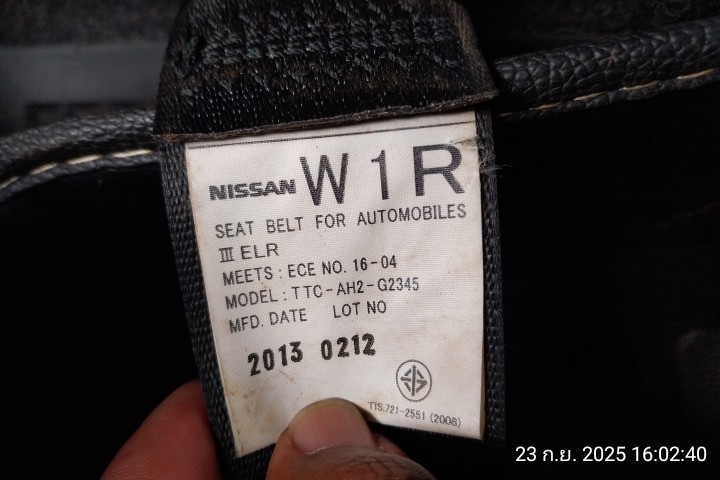 NISSAN W1R
SEAT BELT FOR AUTOMOBILES
Ⅲ ELR
MEETS : ECE NO. 16-04
MODEL : TTC-AH2-G2345
MFD. DATE LOT NO
2013 0212
TIS.721-2551 (2008)
23 ก.ย. 2025 16:02:40